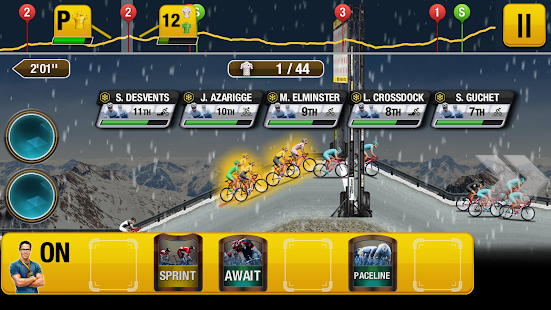 2 2 S 3 1 S
P 12
2'01"
1 / 44
S. DESVENTS J. AZARIGGE M. ELMINSTER L. CROSSDOCK S. GUCHET
11TH 10TH 9TH 8TH 7TH
ON
SPRINT AWAIT PACELINE